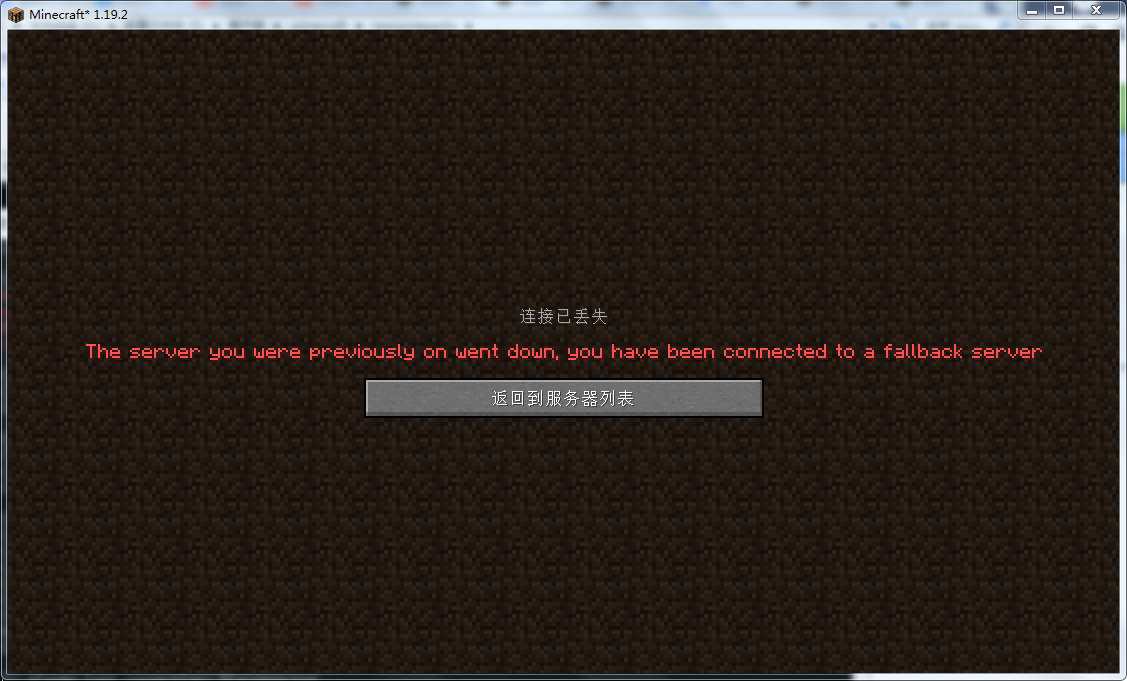 Minecraft* 1.19.2
连接已丢失
The server you were previously on went down, you have been connected to a fallback server
返回到服务器列表